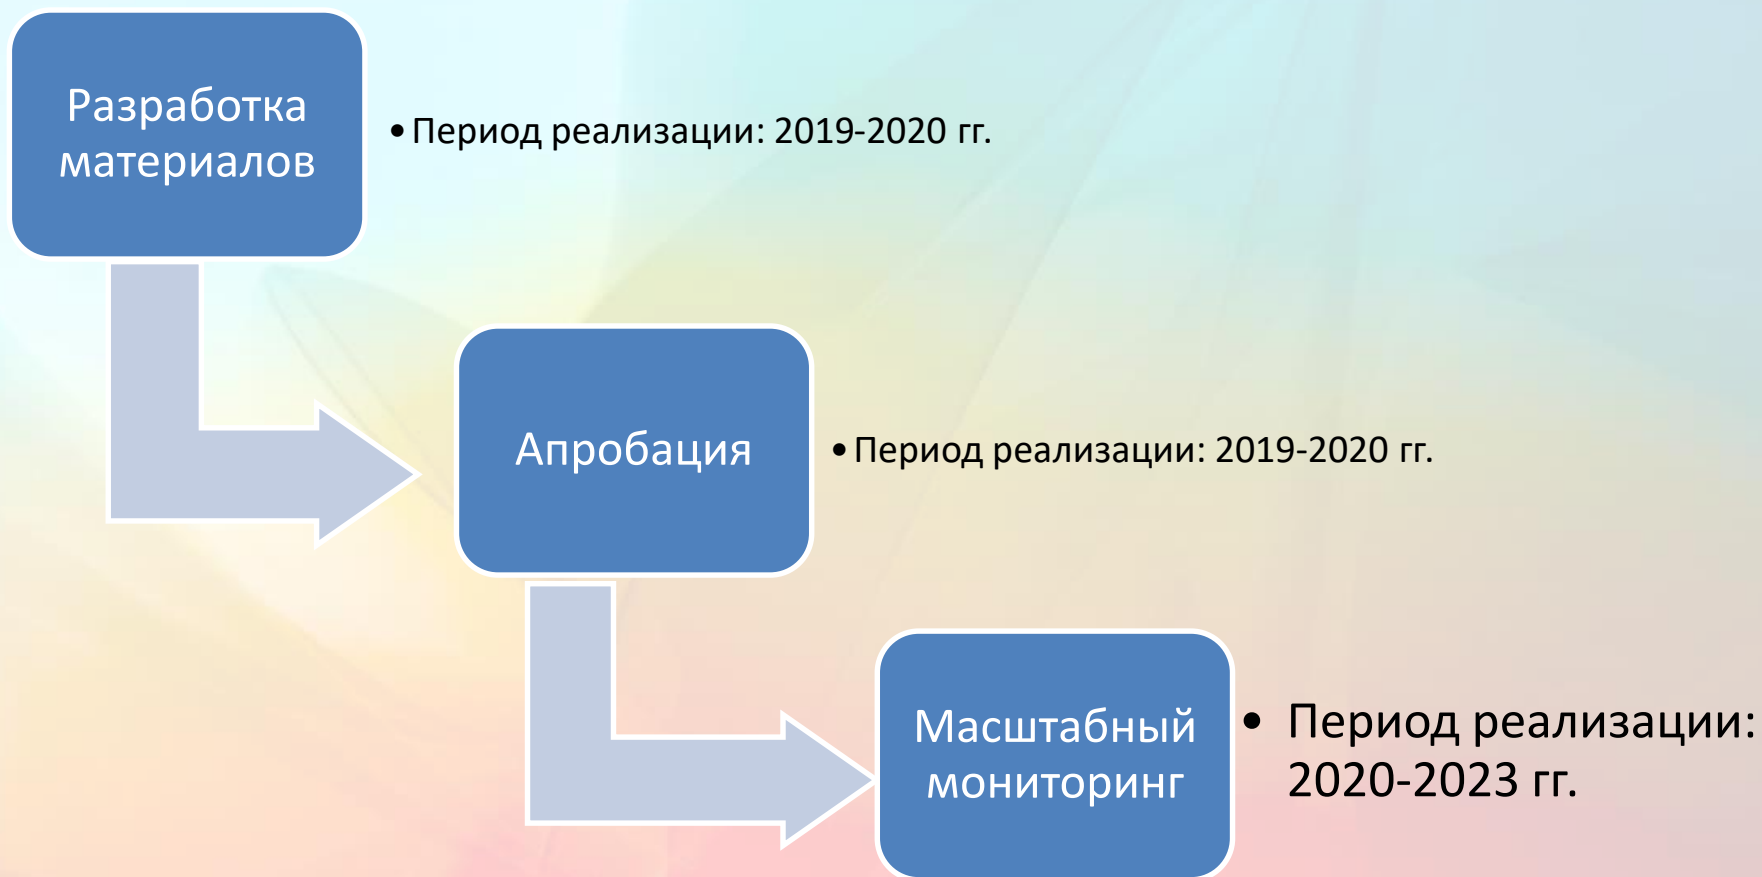 Разработка
материалов
• Период реализации: 2019-2020 гг.
Апробация
• Период реализации: 2019-2020 гг.
Масштабный
мониторинг
• Период реализации:
2020-2023 гг.